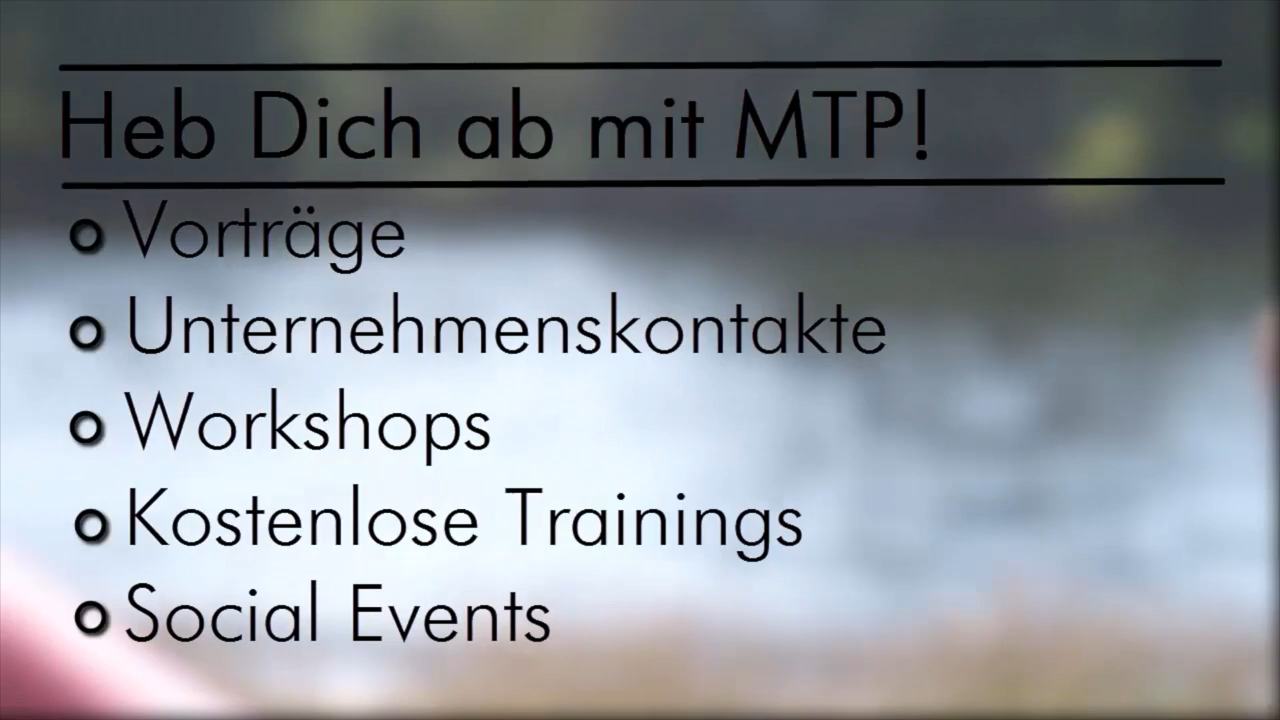 Heb Dich ab mit MTP!
Vorträge
Unternehmenskontakte
Workshops
Kostenlose Trainings
Social Events